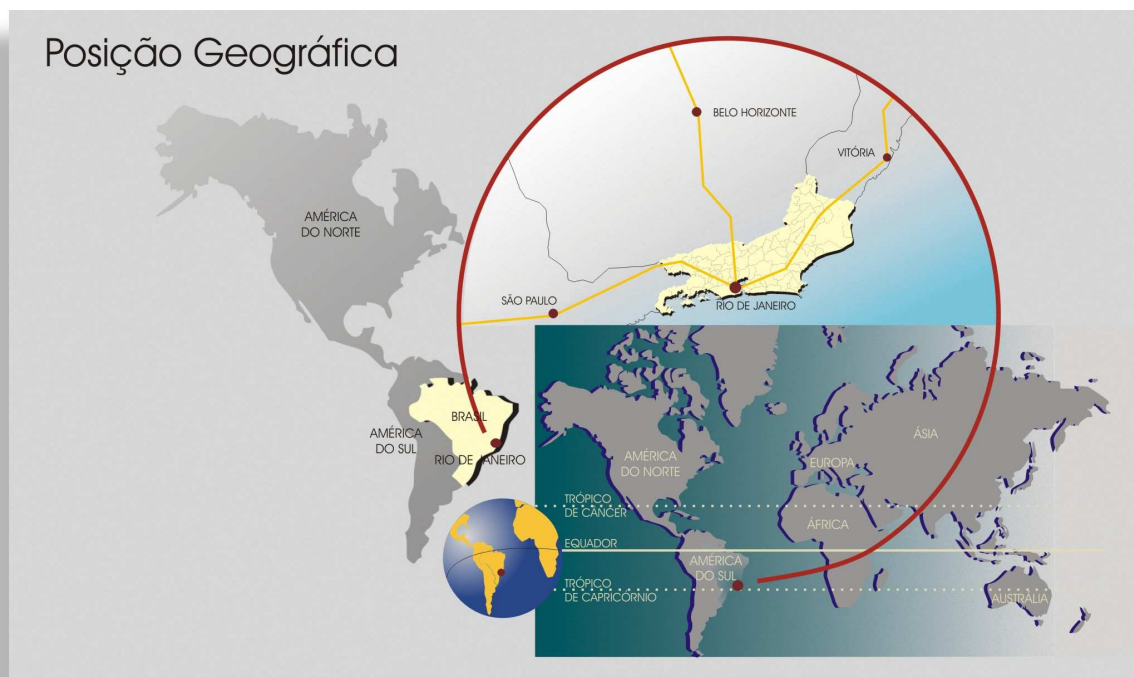 Posição Geográfica
BELO HORIZONTE
VITÓRIA
AMÉRICA
DO NORTE
SÃO PAULO
RIO DE JANEIRO
BRASIL
AMÉRICA
DO SUL
RIO DE JANEIRO
AMÉRICA
DO NORTE
EUROPA
ÁSIA
TRÓPICO
DE CÂNCER
ÁFRICA
EQUADOR
AMÉRICA
DO SUL
TRÓPICO
DE CAPRICÓRNIO
AUSTRÁLIA